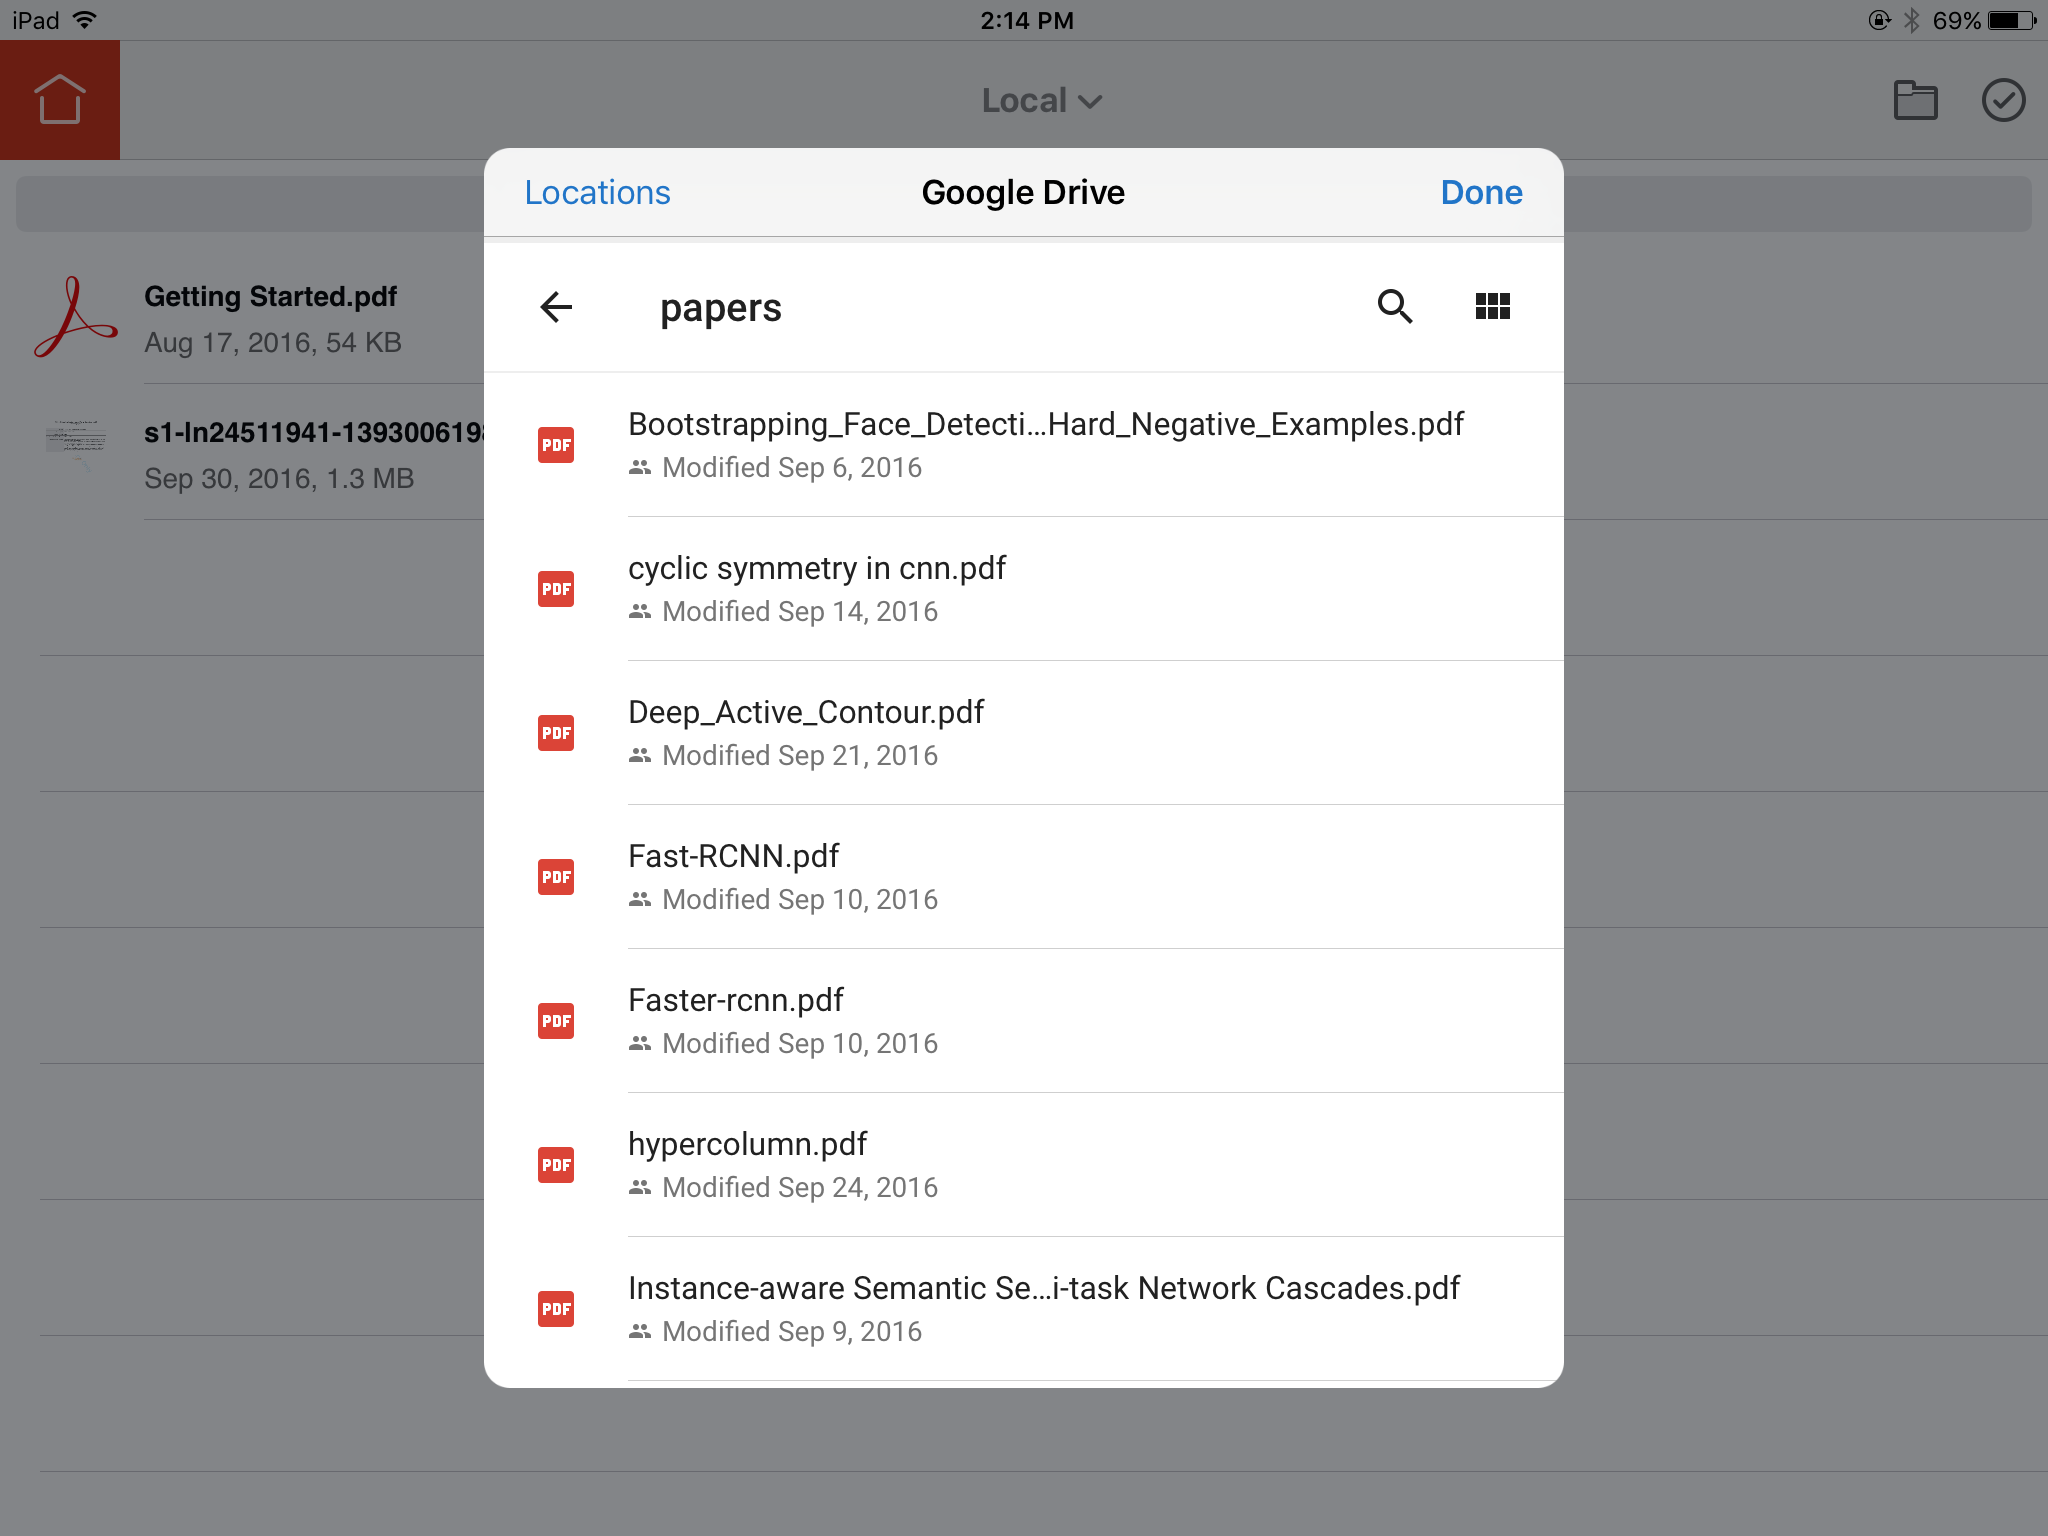 iPad
2:14 PM
69%
Local
Locations
Google Drive
Done
Getting Started.pdf
Aug 17, 2016, 54 KB
s1-ln24511941-139300619
Sep 30, 2016, 1.3 MB
papers
PDF
Bootstrapping_Face_Detecti...Hard_Negative_Examples.pdf
Modified Sep 6, 2016
PDF
cyclic symmetry in cnn.pdf
Modified Sep 14, 2016
PDF
Deep_Active_Contour.pdf
Modified Sep 21, 2016
PDF
Fast-RCNN.pdf
Modified Sep 10, 2016
PDF
Faster-rcnn.pdf
Modified Sep 10, 2016
PDF
hypercolumn.pdf
Modified Sep 24, 2016
PDF
Instance-aware Semantic Se...i-task Network Cascades.pdf
Modified Sep 9, 2016